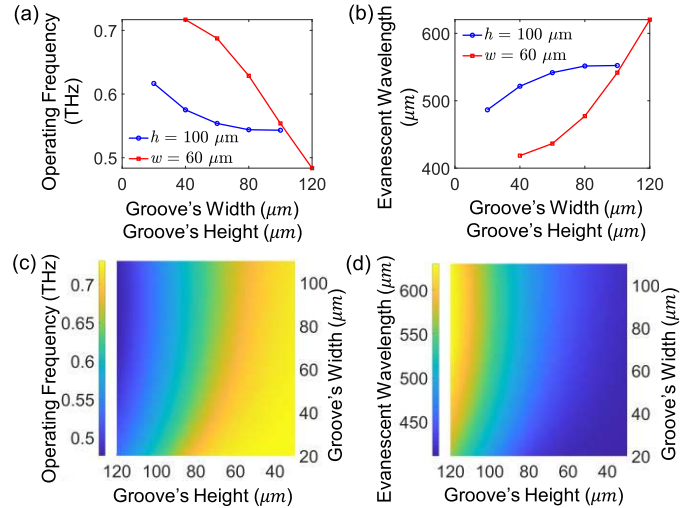 (a)
Operating Frequency
(THz)
0.7
0.6
0.5
h = 100 μm
w = 60 μm
0
40
80
120
Groove's Width (μm)
Groove's Height (μm)
(b)
Evanescent Wavelength
(μm)
600
500
400
h = 100 μm
w = 60 μm
0
40
80
120
Groove's Width (μm)
Groove's Height (μm)
(c)
Operating Frequency (THz)
0.7
0.65
0.6
0.55
0.5
100
80
60
40
20
Groove's Width (μm)
120
100
80
60
40
Groove's Height (μm)
(d)
Evanescent Wavelength (μm)
600
550
500
450
100
80
60
40
20
Groove's Width (μm)
120
100
80
60
40
Groove's Height (μm)